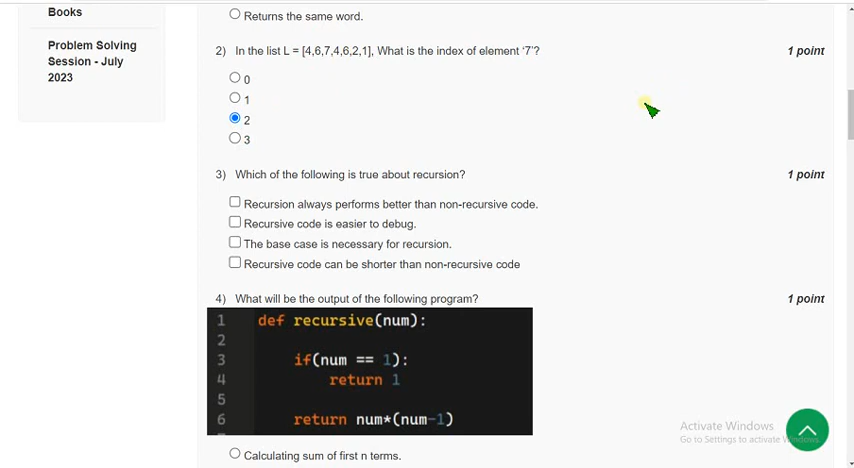 Books
Problem Solving
Session - July
2023
Returns the same word.
2) In the list L = [4,6,7,4,6,2,1], What is the index of element ‘7’? 1 point
0
1
2
3
3) Which of the following is true about recursion? 1 point
Recursion always performs better than non-recursive code.
Recursive code is easier to debug.
The base case is necessary for recursion.
Recursive code can be shorter than non-recursive code
4) What will be the output of the following program? 1 point
1 def recursive(num):
2
3 if(num == 1):
4 return 1
5
6 return num*(num-1)
Calculating sum of first n terms.
Activate Windows
Go to Settings to activate Windows.